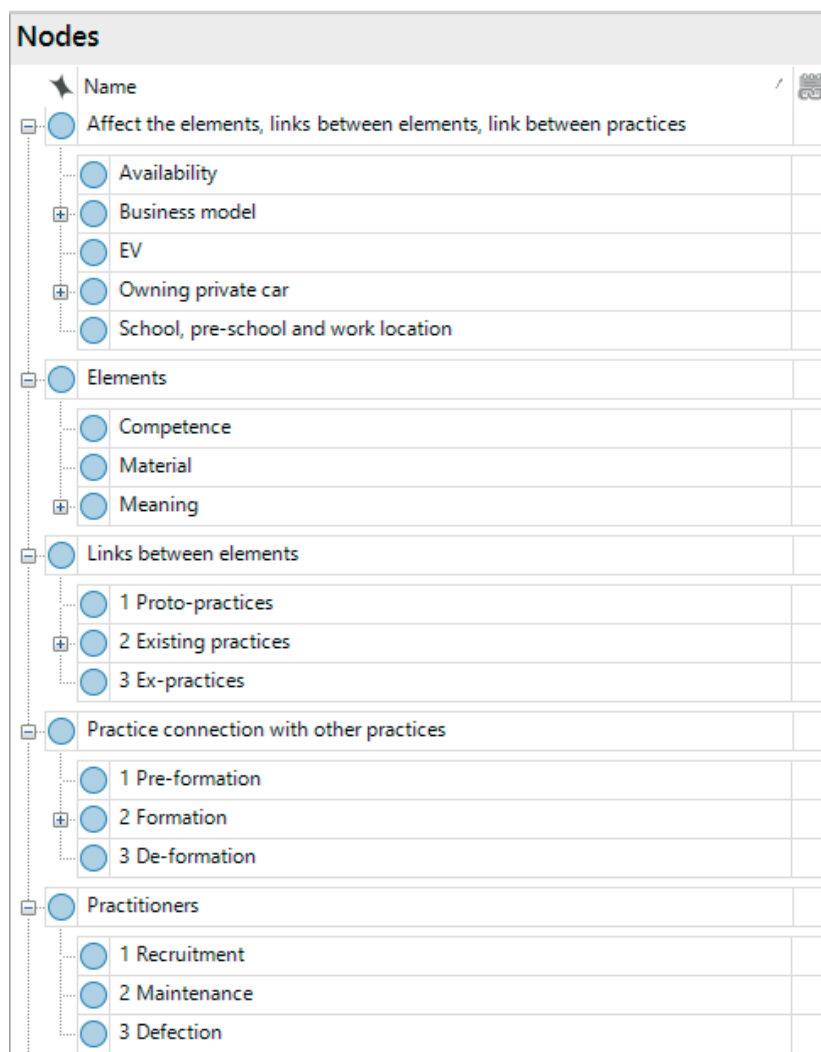 Nodes
Name
Affect the elements, links between elements, link between practices
Availability
Business model
EV
Owning private car
School, pre-school and work location
Elements
Competence
Material
Meaning
Links between elements
1 Proto-practices
2 Existing practices
3 Ex-practices
Practice connection with other practices
1 Pre-formation
2 Formation
3 De-formation
Practitioners
1 Recruitment
2 Maintenance
3 Defection